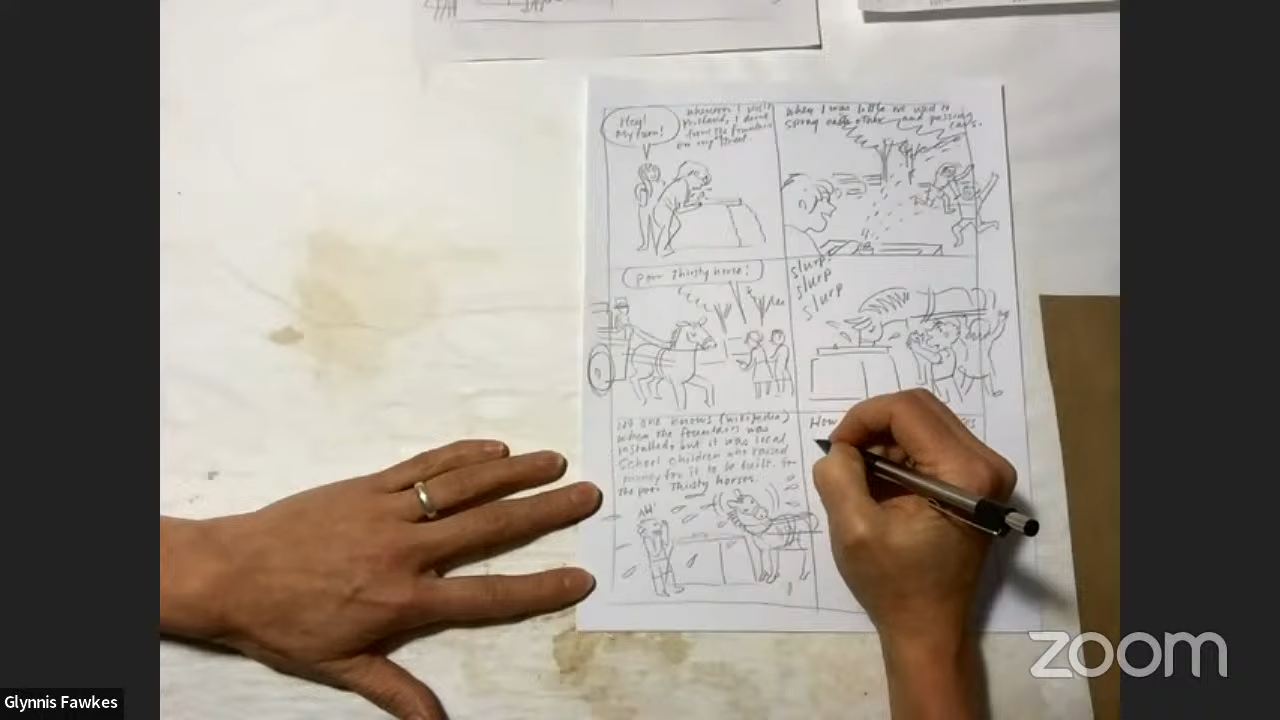 Hey!
My turn!
whenever I visit
Midland, I drink
from the fountain
on my street.
When I was little we used to
spray each other and passing
cars.
Poor Thirsty horse!
slurp
slurp
slurp
No one knows (wikipedia)
when the fountain was
installed, but it was local
School children who raised
money for it to be built. For
the poor Thirsty horses.
AH!
How
zoom
Glynnis Fawkes